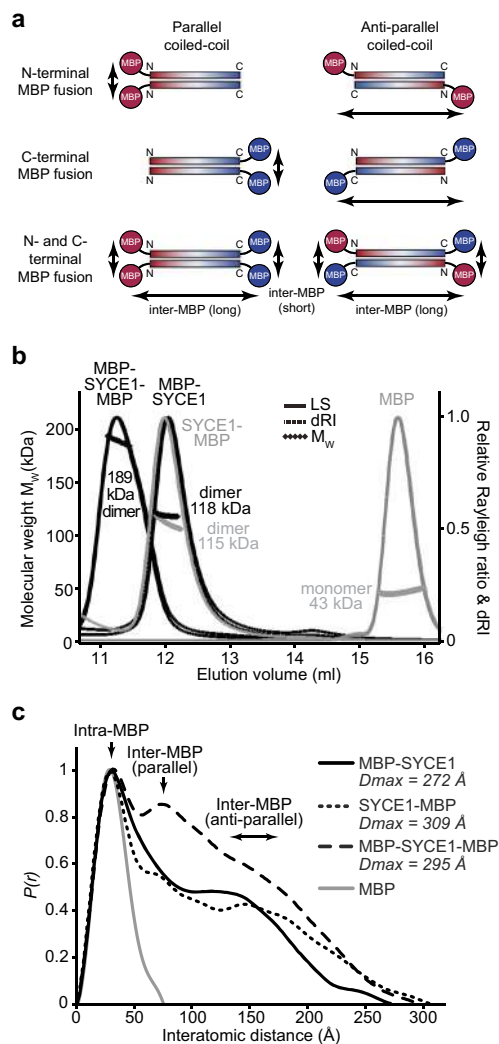 a
Parallel
coiled-coil
Anti-parallel
coiled-coil
N-terminal
MBP fusion
MBP
MBP
N
N
C
C
MBP
N
C
C
N
MBP
C-terminal
MBP fusion
N
N
C
C
MBP
MBP
MBP
N
C
C
N
MBP
N- and C-
terminal
MBP fusion
MBP
MBP
N
N
C
C
MBP
MBP
MBP
MBP
N
C
C
N
MBP
MBP
inter-MBP (long)
inter-MBP
(short)
inter-MBP (long)
b
MBP-
SYCE1-
MBP
MBP-
SYCE1
SYCE1-
MBP
LS
dRI
Mw
MBP
189
kDa
dimer
dimer
118 kDa
dimer
115 kDa
monomer
43 kDa
Molecular weight Mw(kDa)
200
150
100
50
0
Relative Rayleigh ratio & dRI
1.0
0.5
0
11 12 13 14 15 16
Elution volume (ml)
c
Intra-MBP
Inter-MBP
(parallel)
Inter-MBP
(anti-parallel)
MBP-SYCE1
Dmax = 272 Å
SYCE1-MBP
Dmax = 309 Å
MBP-SYCE1-MBP
Dmax = 295 Å
MBP
P(r)
1
0.8
0.6
0.4
0.2
0
0 50 100 150 200 250 300
Interatomic distance (Å)